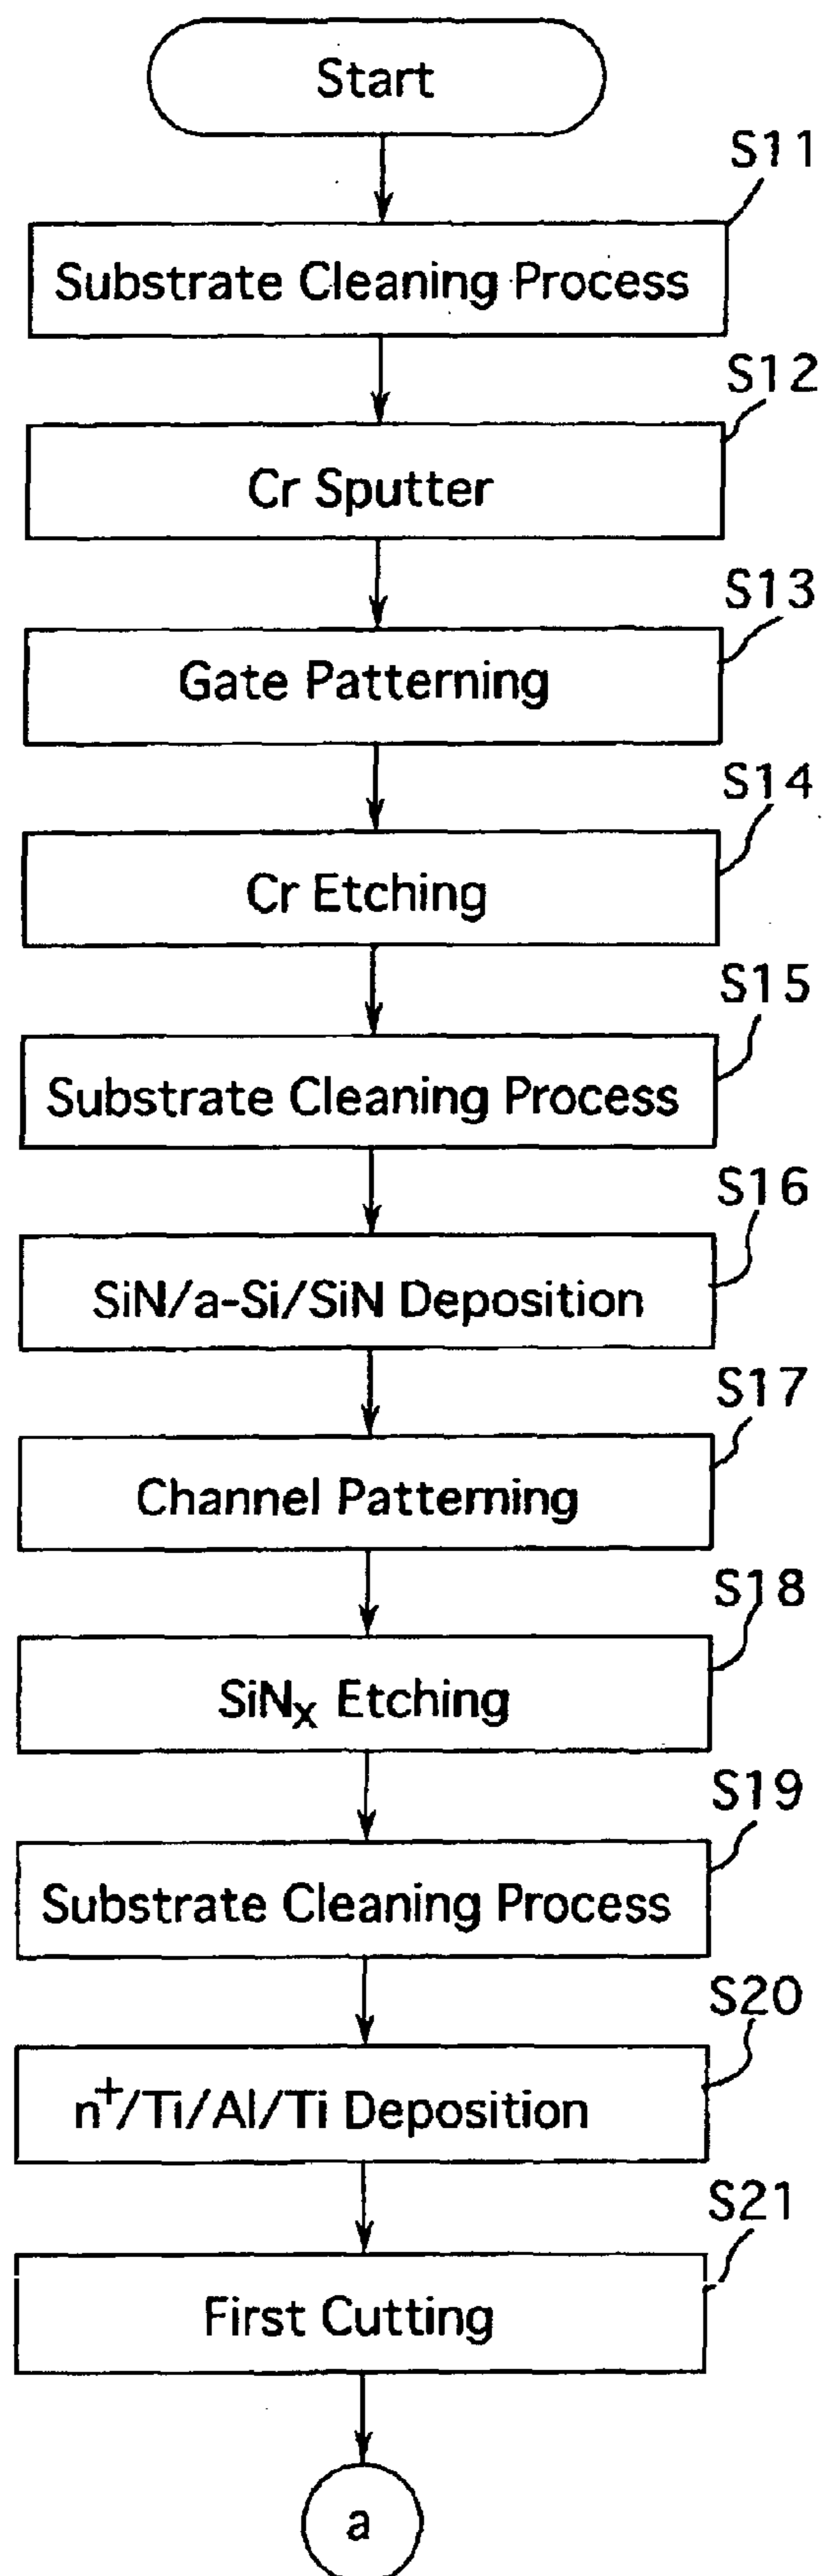 Start
S11
Substrate Cleaning Process
S12
Cr Sputter
S13
Gate Patterning
S14
Cr Etching
S15
Substrate Cleaning Process
S16
SiN/a-Si/SiN Deposition
S17
Channel Patterning
S18
SiNx Etching
S19
Substrate Cleaning Process
S20
n+/Ti/Al/Ti Deposition
S21
First Cutting
a